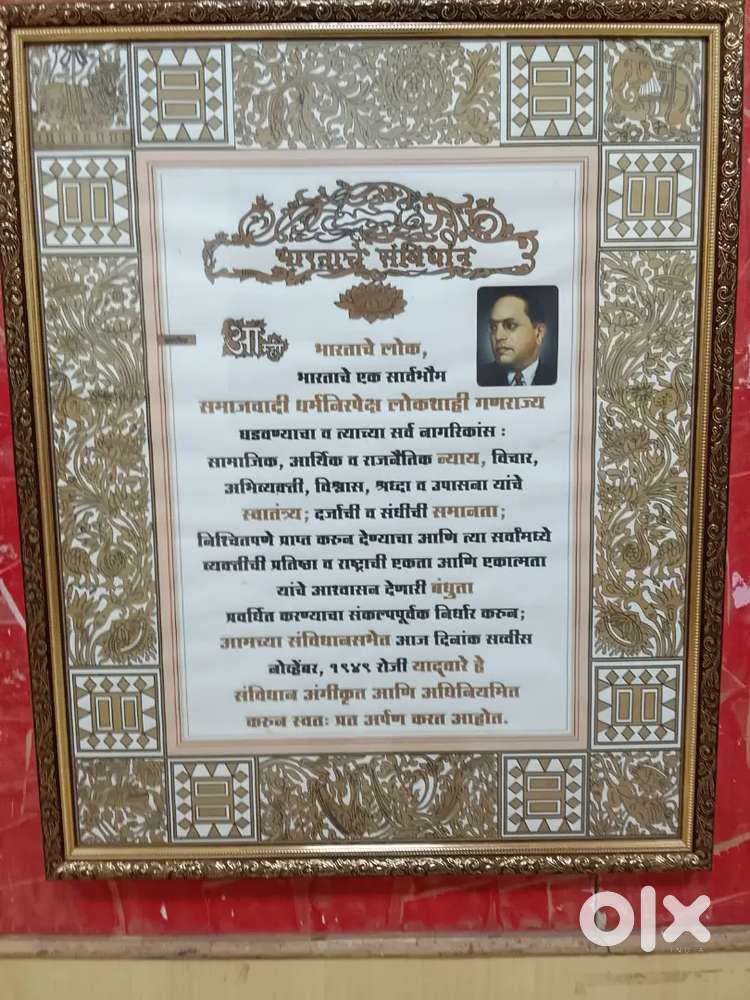 भारताचे संविधान
आम्ही
भारताचे लोक,
भारताचे एक सार्वभौम
समाजवादी धर्मनिरपेक्ष लोकशाही गणराज्य
घडवण्याचा व त्याच्या सर्व नागरिकांस :
सामाजिक, आर्थिक व राजनैतिक न्याय, विचार,
अभिव्यक्ती, विश्वास, श्रध्दा व उपासना यांचे
स्वातंत्र्य; दर्जाची व संधीची समानता;
निश्चितपणे प्राप्त करुन देण्याचा आणि त्या सर्वांमध्ये
व्यक्तीची प्रतिष्ठा व राष्ट्राची एकता आणि एकात्मता
यांचे आश्वासन देणारी बंधुता
प्रवर्धित करण्याचा संकल्पपूर्वक निर्धार करुन;
आमच्या संविधानसभेत आज दिनांक सव्वीस
नोव्हेंबर, १९४९ रोजी याद्वारे हे
संविधान अंगीकृत आणि अधिनियमित
करुन स्वतः प्रत अर्पण करत आहोत.
olx
INDIA